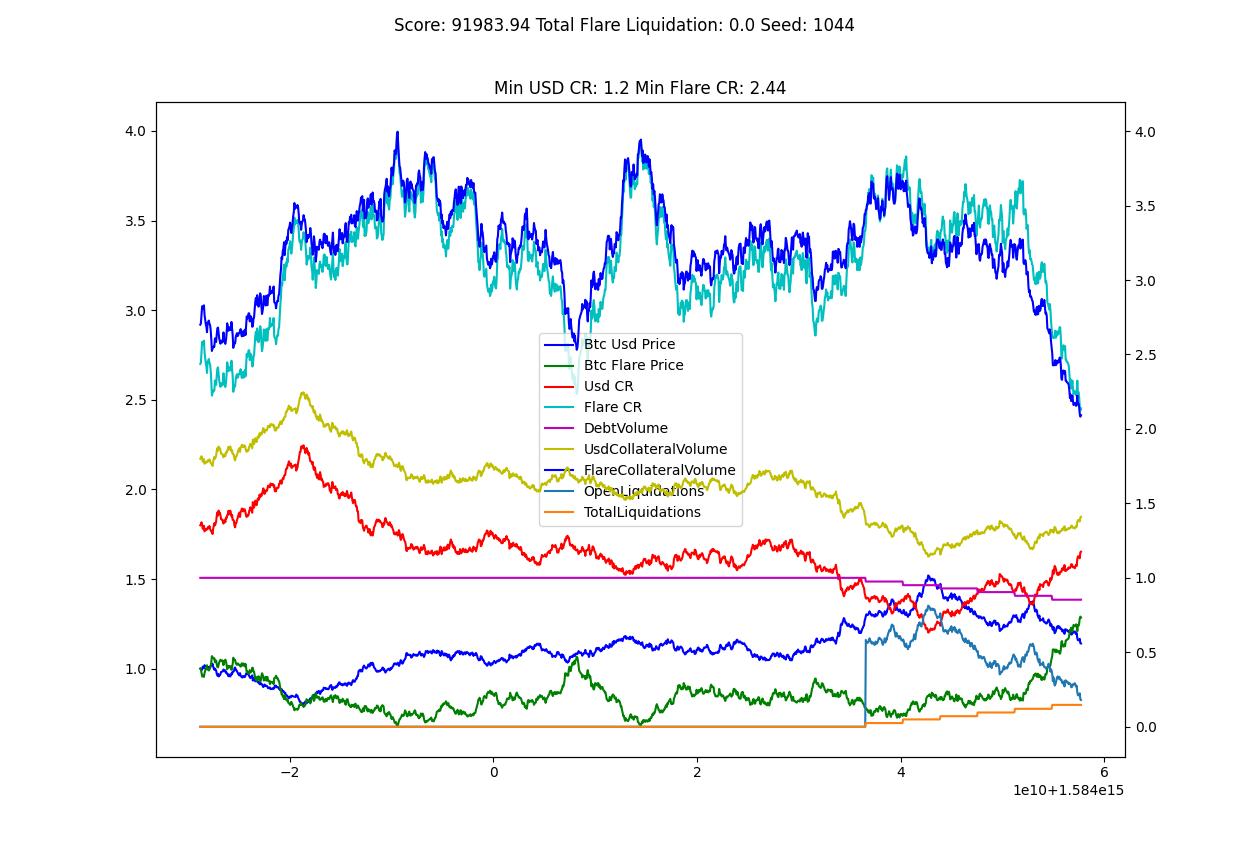 Score: 91983.94 Total Flare Liquidation: 0.0 Seed: 1044
Min USD CR: 1.2 Min Flare CR: 2.44
4.0
3.5
3.0
2.5
2.0
1.5
1.0
4.0
3.5
3.0
2.5
2.0
1.5
1.0
0.5
0.0
Btc Usd Price
Btc Flare Price
Usd CR
Flare CR
DebtVolume
UsdCollateralVolume
FlareCollateralVolume
OpenLiquidations
TotalLiquidations
−2
0
2
4
6
1e10+1.584e15